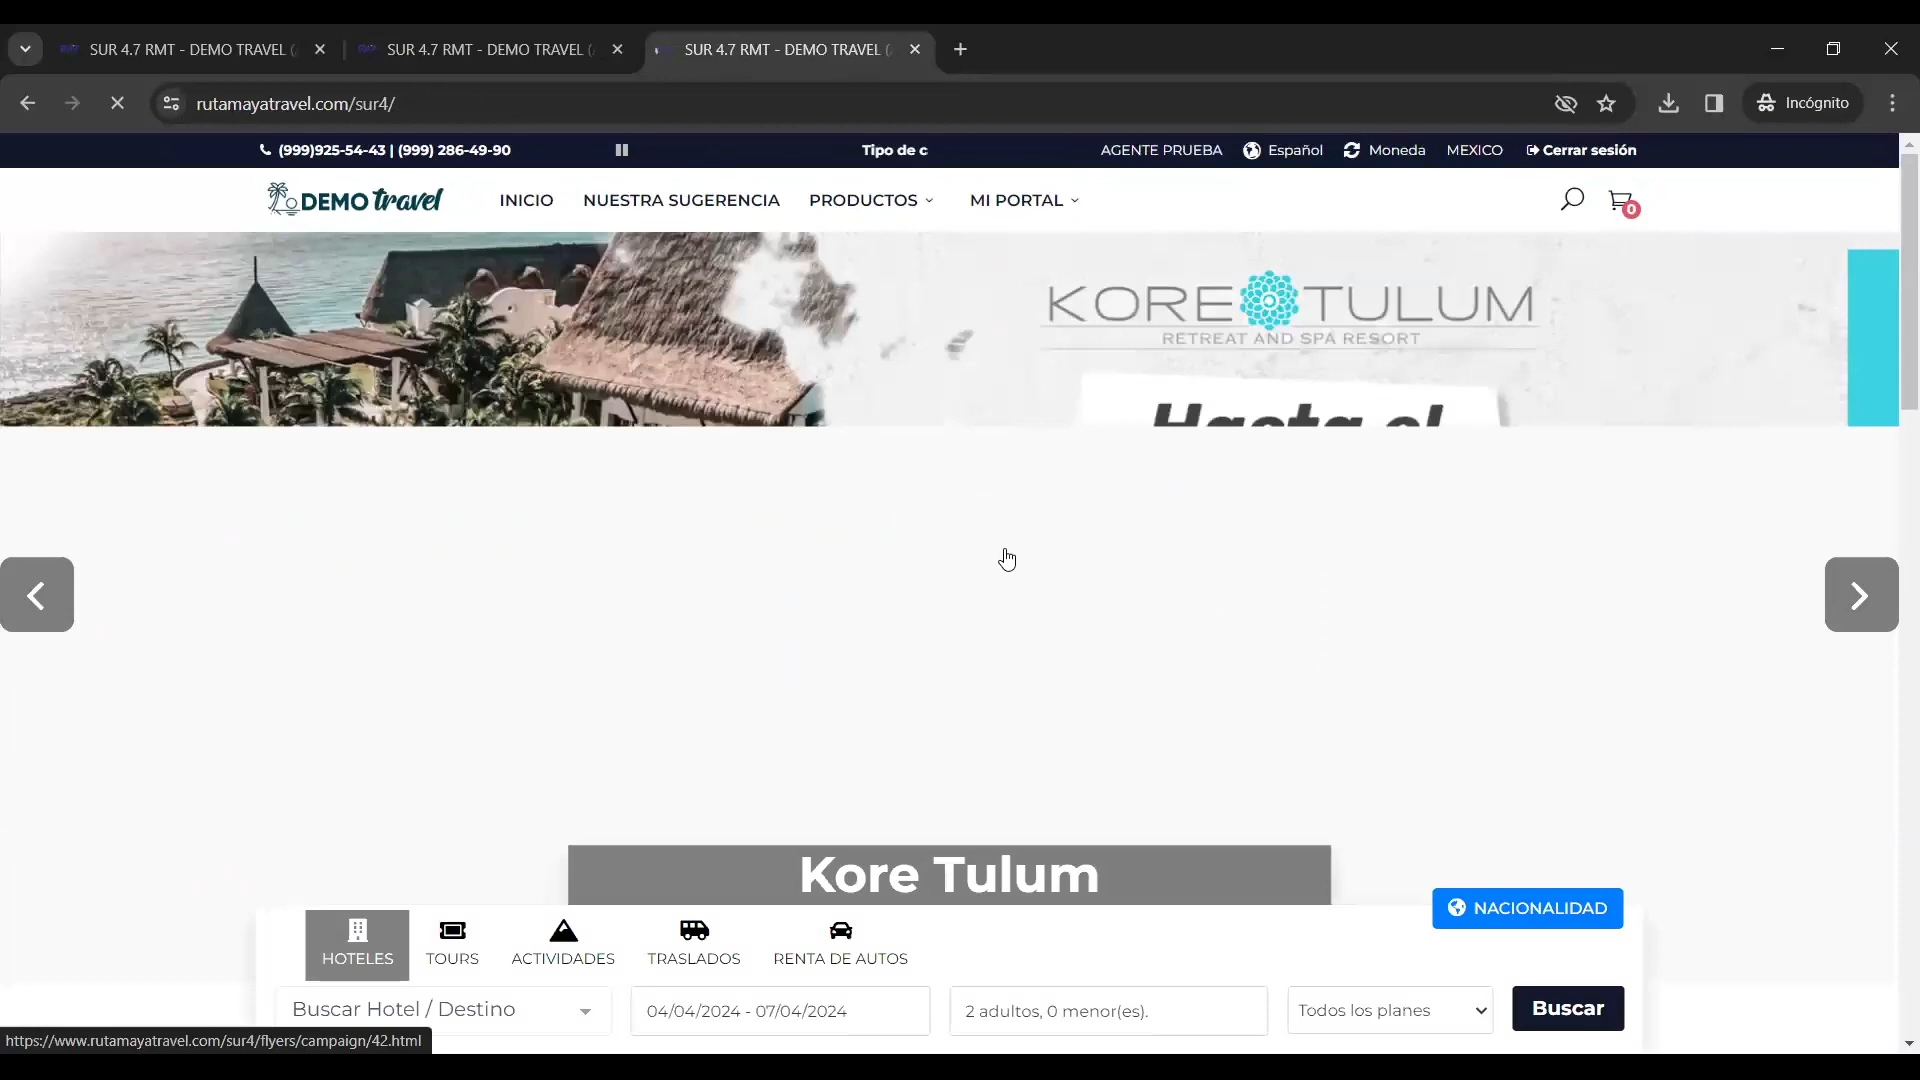 SUR 4.7 RMT - DEMO TRAVEL (
SUR 4.7 RMT - DEMO TRAVEL (
SUR 4.7 RMT - DEMO TRAVEL (
rutamayatravel.com/sur4/
Incógnito
(999)925-54-43 | (999) 286-49-90
Tipo de c
AGENTE PRUEBA
Español
Moneda
MEXICO
Cerrar sesión
DEMO travel
INICIO
NUESTRA SUGERENCIA
PRODUCTOS
MI PORTAL
0
KORE TULUM
RETREAT AND SPA RESORT
Hasta el
Kore Tulum
NACIONALIDAD
HOTELES
TOURS
ACTIVIDADES
TRASLADOS
RENTA DE AUTOS
Buscar Hotel / Destino
04/04/2024 - 07/04/2024
2 adultos, 0 menor(es).
Todos los planes
Buscar
https://www.rutamayatravel.com/sur4/flyers/campaign/42.html